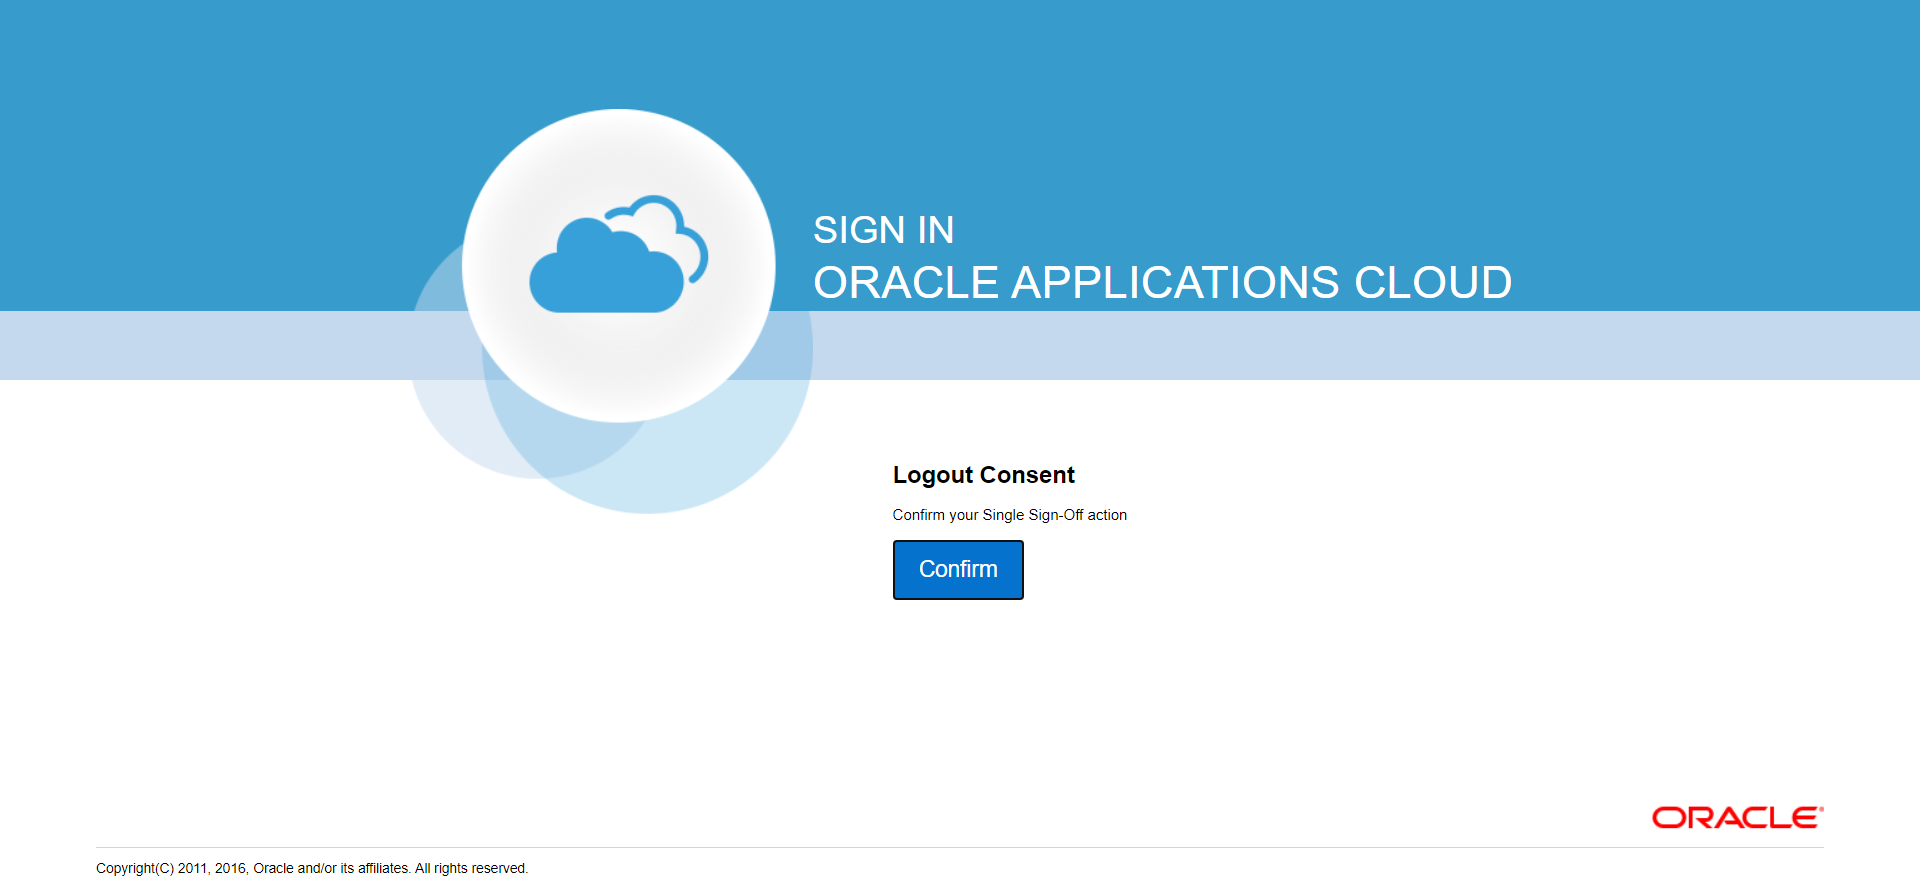 SIGN IN
ORACLE APPLICATIONS CLOUD
Logout Consent
Confirm your Single Sign-Off action
Confirm
ORACLE®
Copyright(C) 2011, 2016, Oracle and/or its affiliates. All rights reserved.